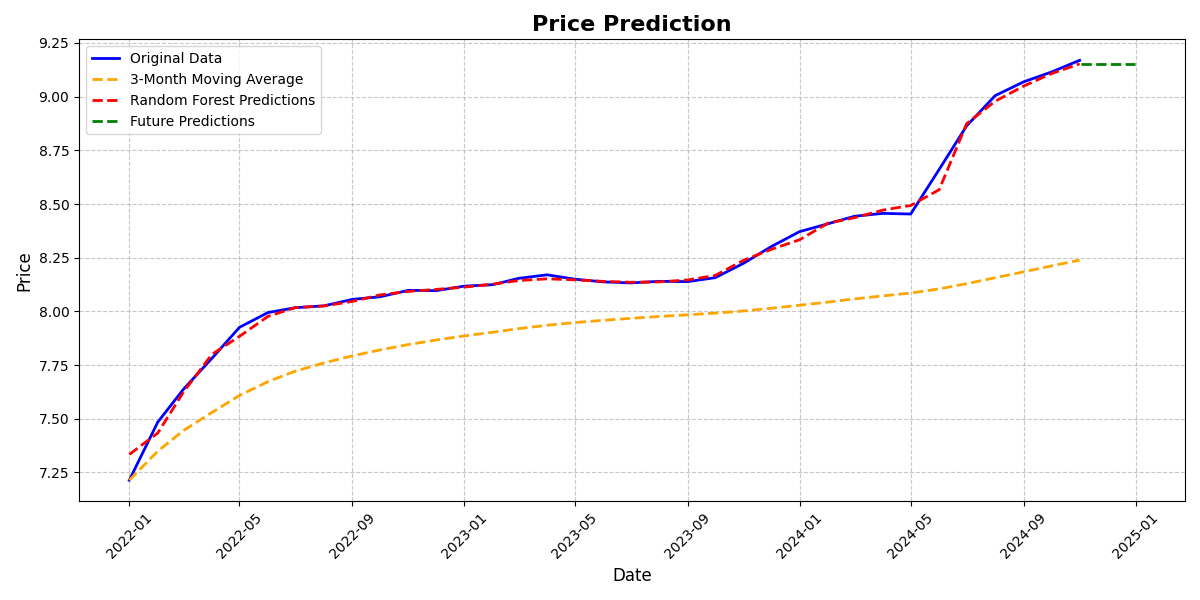 Price Prediction
Original Data
3-Month Moving Average
Random Forest Predictions
Future Predictions
Price
9.25
9.00
8.75
8.50
8.25
8.00
7.75
7.50
7.25
2022-01
2022-05
2022-09
2023-01
2023-05
2023-09
2024-01
2024-05
2024-09
2025-01
Date